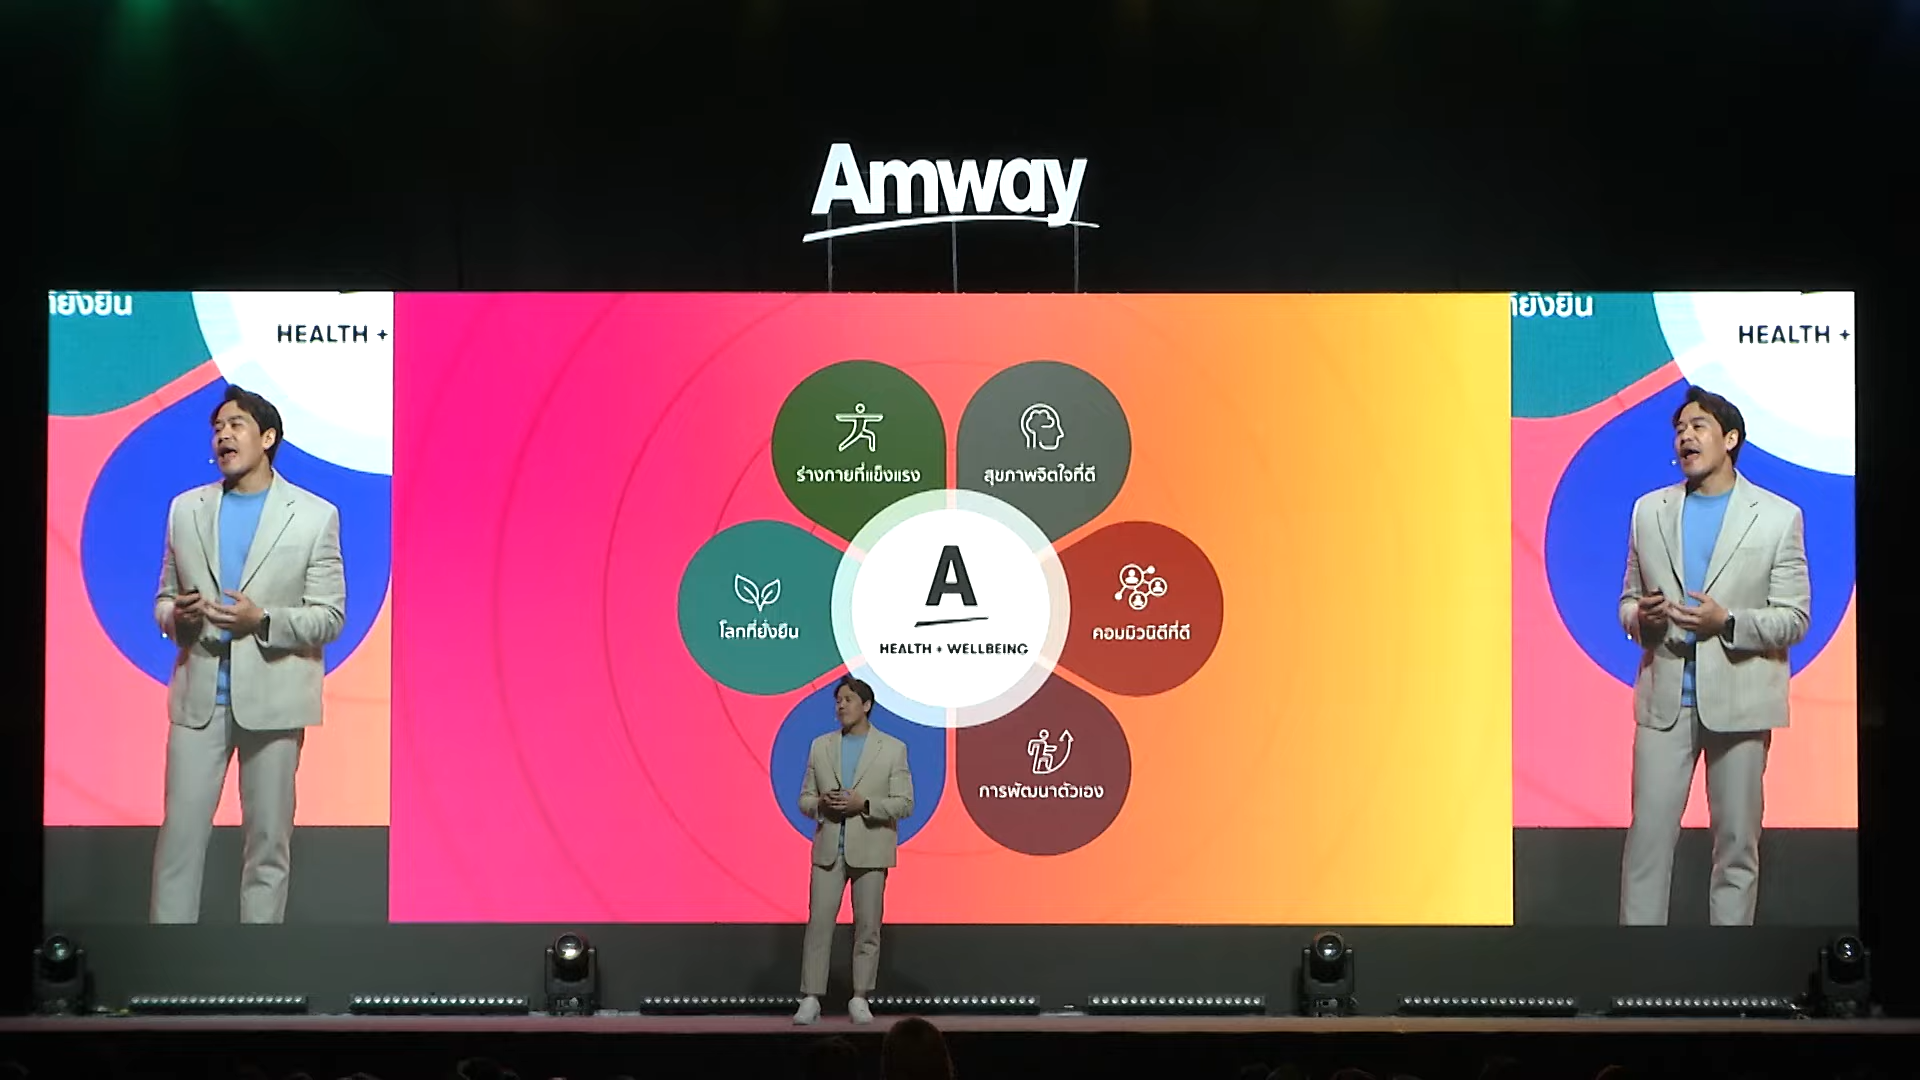 Amway
ที่ยั่งยืน
HEALTH +
ที่ยั่งยืน
HEALTH +
ร่างกายที่แข็งแรง
สุขภาพจิตใจที่ดี
โลกที่ยั่งยืน
A
HEALTH + WELLBEING
คอมมิวนิตีที่ดี
การพัฒนาตัวเอง